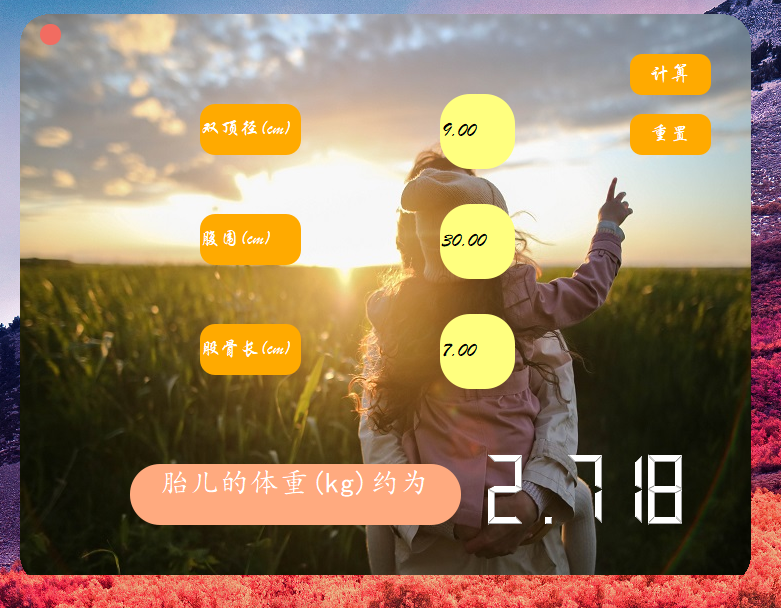 计算
双顶径(cm)
9.00
重置
腹围(cm)
30.00
股骨长(cm)
7.00
胎儿的体重(kg)约为
2.718